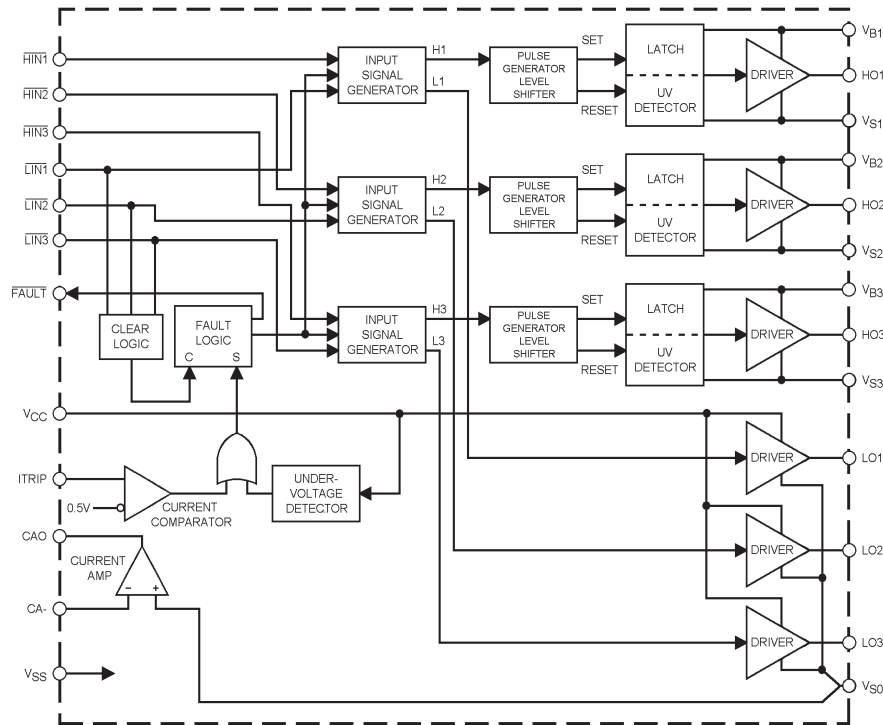 HIN1
HIN2
HIN3
LIN1
LIN2
LIN3
FAULT
VCC
ITRIP
0.5V
CAO
CA-
VSS
CLEAR
LOGIC
FAULT
LOGIC
C S
CURRENT
COMPARATOR
UNDER-
VOLTAGE
DETECTOR
CURRENT
AMP
- +
INPUT
SIGNAL
GENERATOR
H1
L1
PULSE
GENERATOR
LEVEL
SHIFTER
SET
RESET
LATCH
UV
DETECTOR
DRIVER
VB1
HO1
VS1
INPUT
SIGNAL
GENERATOR
H2
L2
PULSE
GENERATOR
LEVEL
SHIFTER
SET
RESET
LATCH
UV
DETECTOR
DRIVER
VB2
HO2
VS2
INPUT
SIGNAL
GENERATOR
H3
L3
PULSE
GENERATOR
LEVEL
SHIFTER
SET
RESET
LATCH
UV
DETECTOR
DRIVER
VB3
HO3
VS3
DRIVER
LO1
DRIVER
LO2
DRIVER
LO3
VS0